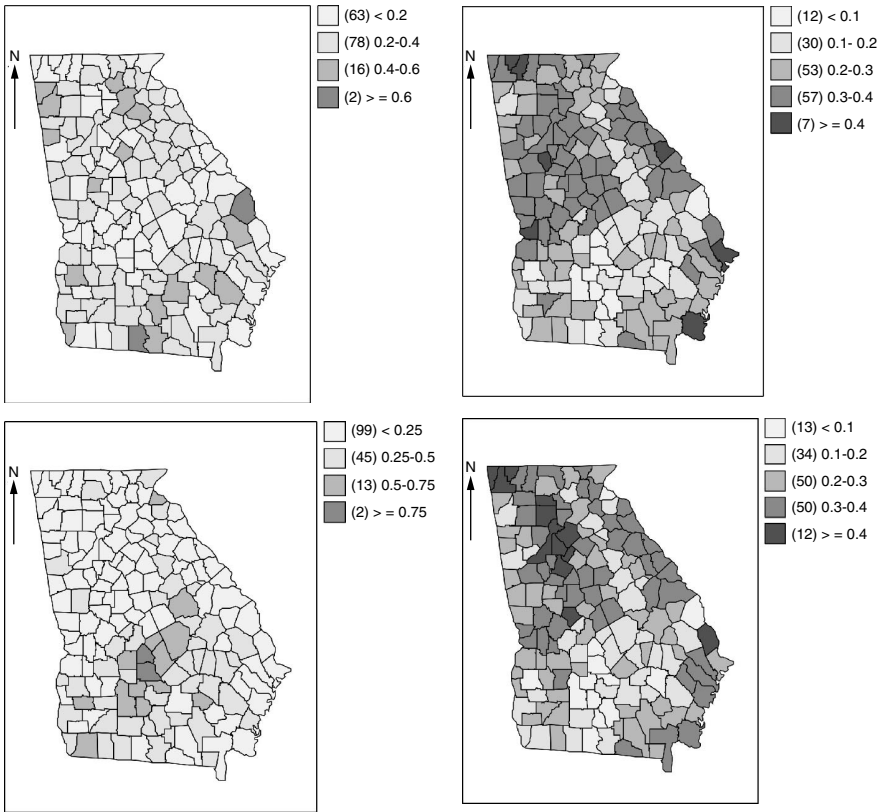 (63) < 0.2
(78) 0.2-0.4
(16) 0.4-0.6
(2) > = 0.6
N
(12) < 0.1
(30) 0.1- 0.2
(53) 0.2-0.3
(57) 0.3-0.4
(7) > = 0.4
N
(99) < 0.25
(45) 0.25-0.5
(13) 0.5-0.75
(2) > = 0.75
N
(13) < 0.1
(34) 0.1-0.2
(50) 0.2-0.3
(50) 0.3-0.4
(12) > = 0.4
N